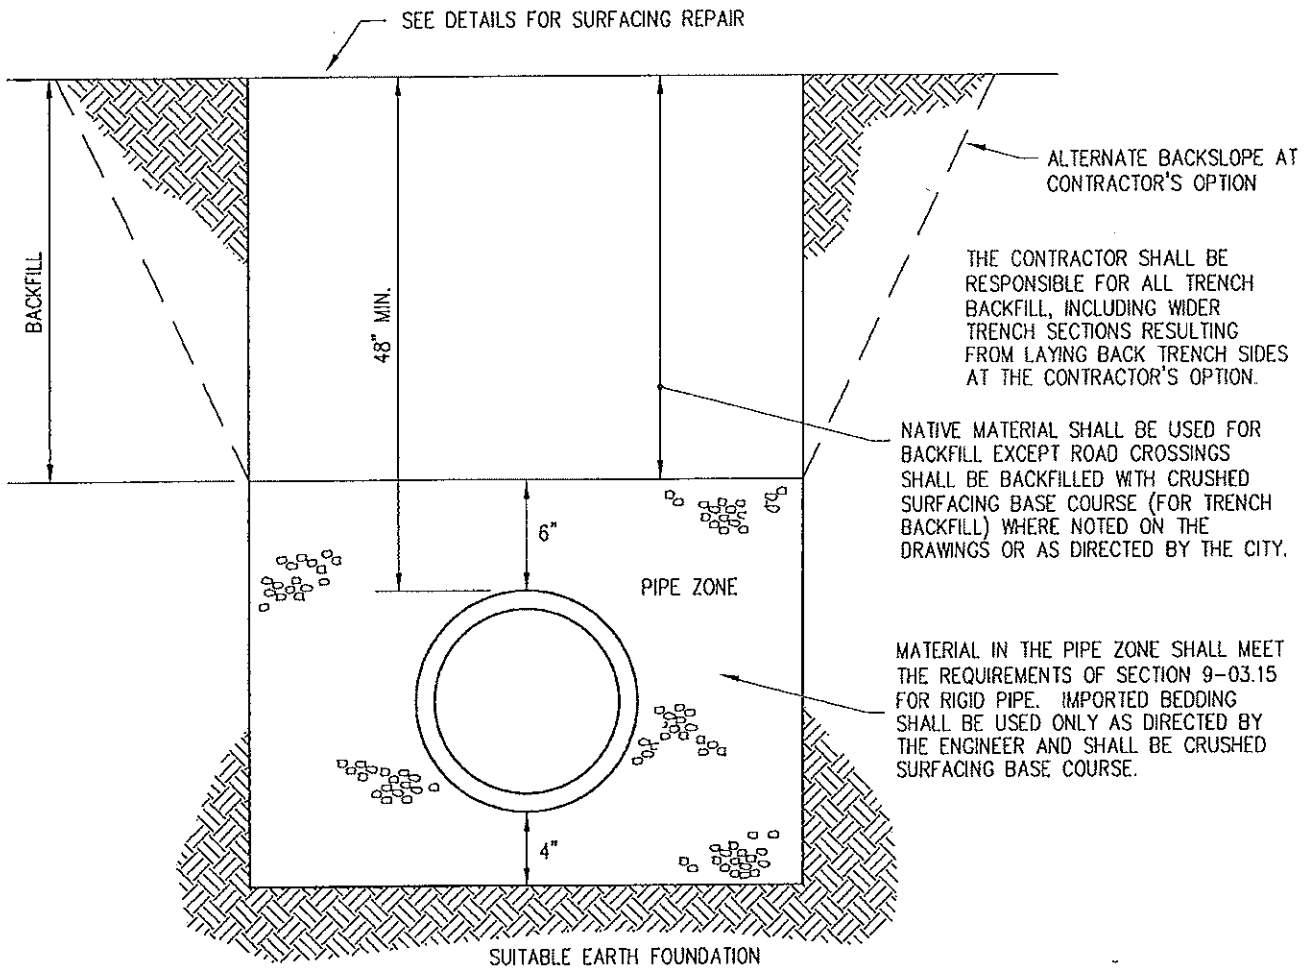 SEE DETAILS FOR SURFACING REPAIR
ALTERNATE BACKSLOPE AT
CONTRACTOR'S OPTION
THE CONTRACTOR SHALL BE
RESPONSIBLE FOR ALL TRENCH
BACKFILL, INCLUDING WIDER
TRENCH SECTIONS RESULTING
FROM LAYING BACK TRENCH SIDES
AT THE CONTRACTOR'S OPTION.
BACKFILL
48" MIN.
NATIVE MATERIAL SHALL BE USED FOR
BACKFILL EXCEPT ROAD CROSSINGS
SHALL BE BACKFILLED WITH CRUSHED
SURFACING BASE COURSE (FOR TRENCH
BACKFILL) WHERE NOTED ON THE
DRAWINGS OR AS DIRECTED BY THE CITY.
6"
PIPE ZONE
MATERIAL IN THE PIPE ZONE SHALL MEET
THE REQUIREMENTS OF SECTION 9-03.15
FOR RIGID PIPE. IMPORTED BEDDING
SHALL BE USED ONLY AS DIRECTED BY
THE ENGINEER AND SHALL BE CRUSHED
SURFACING BASE COURSE.
4"
SUITABLE EARTH FOUNDATION